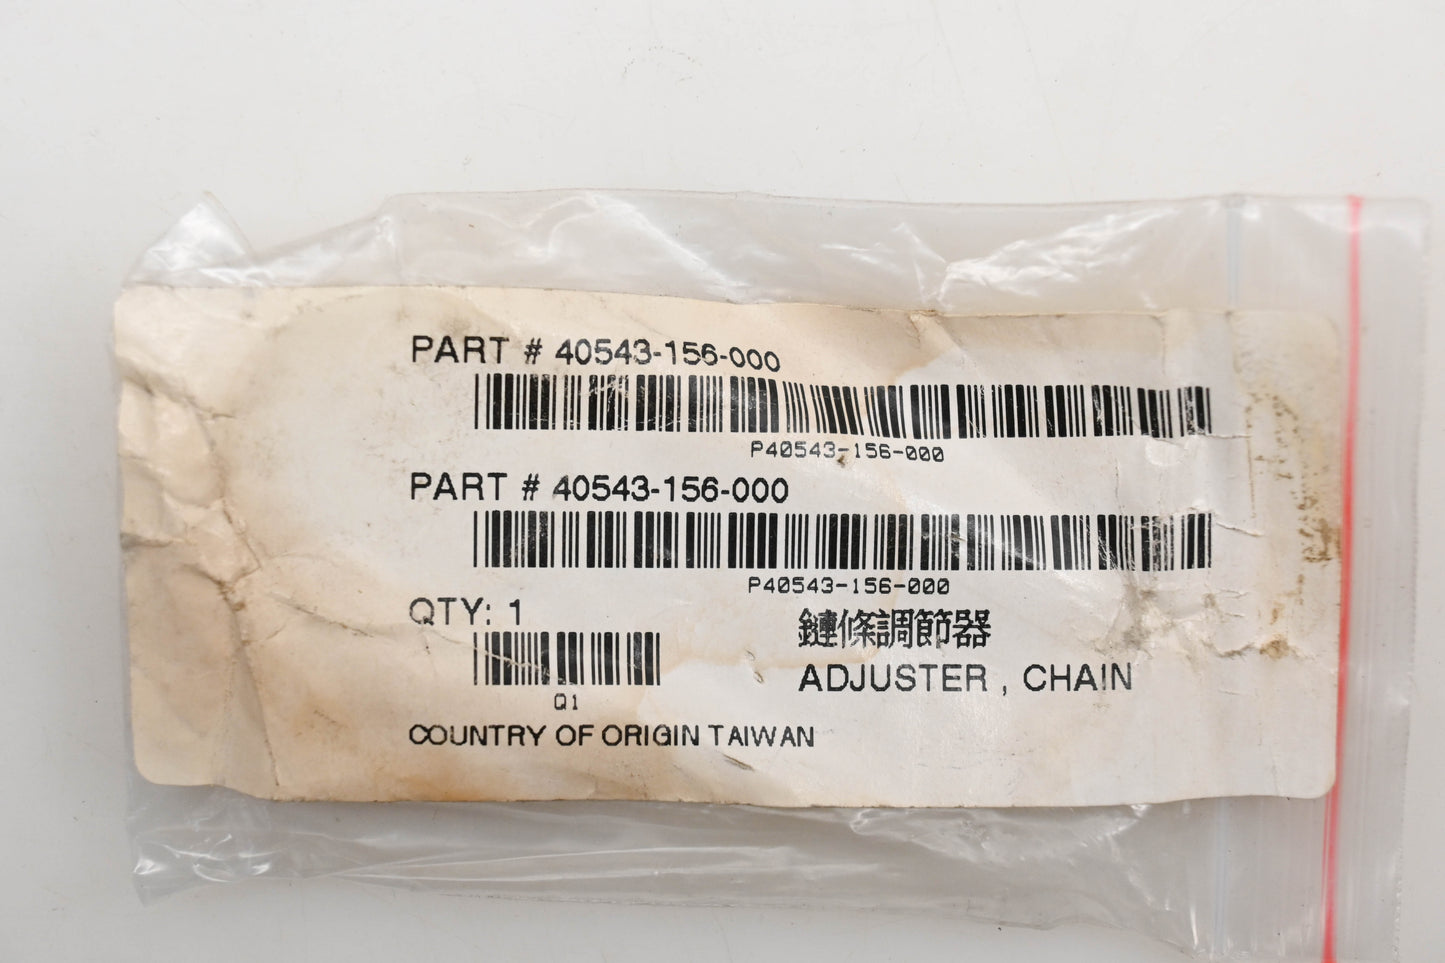 PART # 40543-156-000
P40543-156-000
PART # 40543-156-000
P40543-156-000
QTY: 1
Q1
鏈條調節器
ADJUSTER , CHAIN
COUNTRY OF ORIGIN TAIWAN